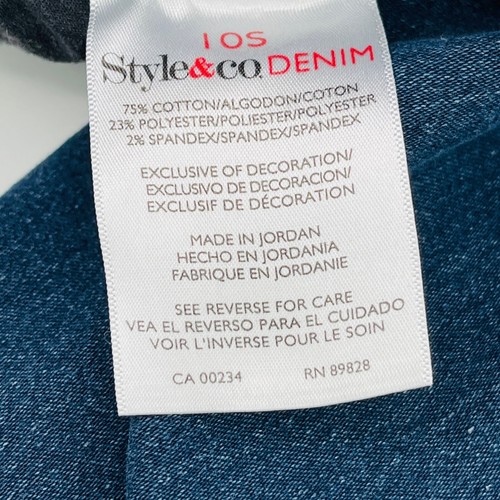 10S
Style&co. DENIM
75% COTTON/ALGODON/COTON
23% POLYESTER/POLIESTER/POLYESTER
2% SPANDEX/SPANDEX/SPANDEX
EXCLUSIVE OF DECORATION/
EXCLUSIVO DE DECORACION/
EXCLUSIF DE DÉCORATION
MADE IN JORDAN
HECHO EN JORDANIA
FABRIQUE EN JORDANIE
SEE REVERSE FOR CARE
VEA EL REVERSO PARA EL CUIDADO
VOIR L'INVERSE POUR LE SOIN
CA 00234 RN 89828